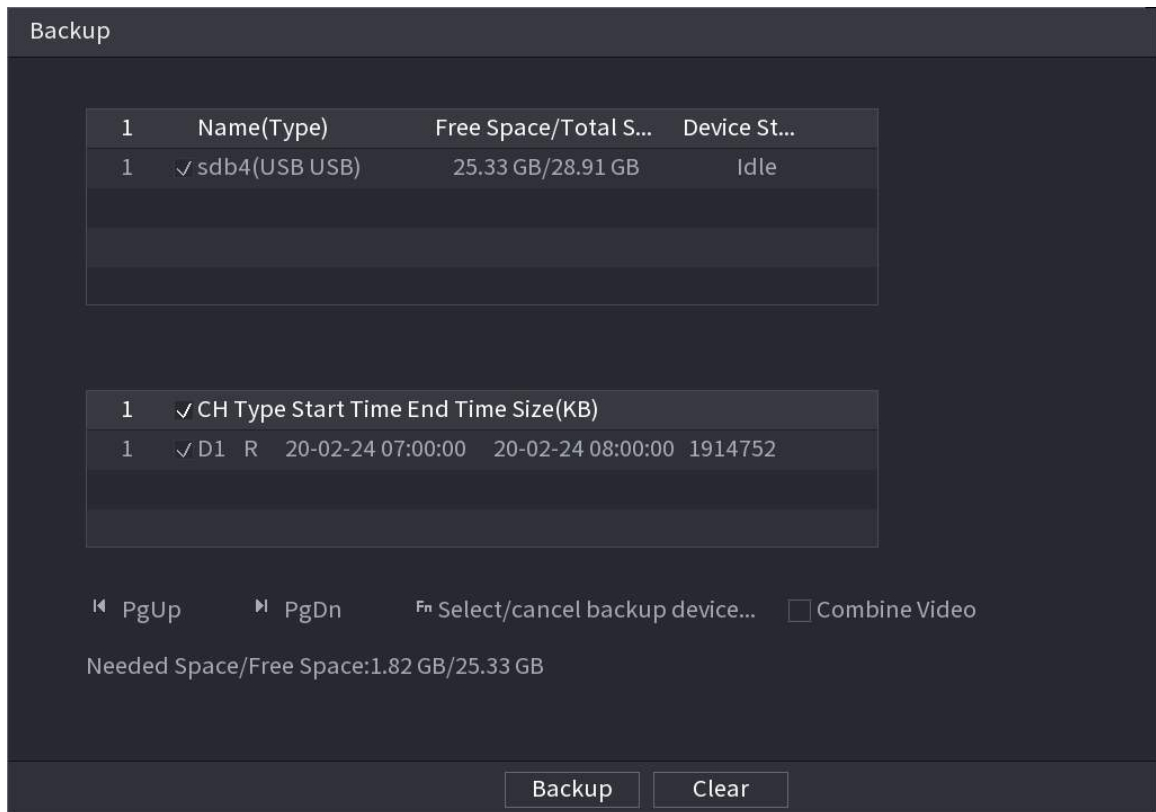 Backup
1 Name(Type) Free Space/Total S... Device St...
1 sdb4(USB USB) 25.33 GB/28.91 GB Idle
1 CH Type Start Time End Time Size(KB)
1 D1 R 20-02-24 07:00:00 20-02-24 08:00:00 1914752
PgUp PgDn Fn Select/cancel backup device... Combine Video
Needed Space/Free Space:1.82 GB/25.33 GB
Backup Clear